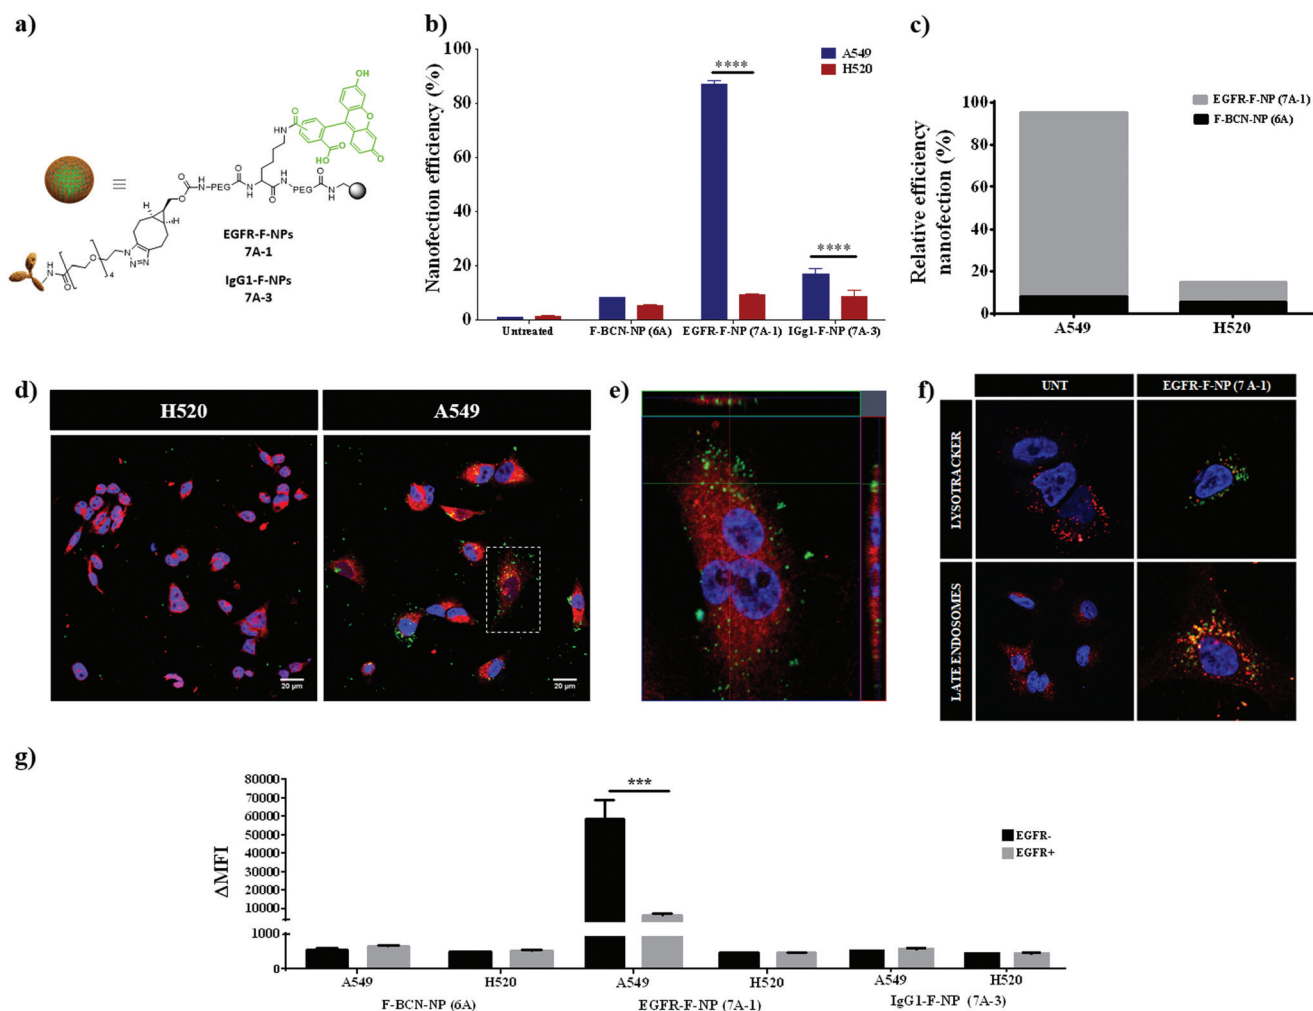 a)
OH
O
O
NH
O
HO
O
O
O
O
HN-PEG
N
H
H
N-PEG
O
N
H
H
H
N
N=N
O
4
NH
O
EGFR-F-NPs
7A-1
IgG1-F-NPs
7A-3
b)
Nanofection efficiency (%)
100
80
60
40
20
0
****
****
A549
H520
Untreated
F-BCN-NP (6A)
EGFR-F-NP (7A-1)
IGg1-F-NP (7A-3)
c)
Relative efficiency
nanofection (%)
100
80
60
40
20
0
EGFR-F-NP (7A-1)
F-BCN-NP (6A)
A549
H520
d)
H520
A549
20 µm
20 µm
e)
f)
UNT
EGFR-F-NP (7 A-1)
LYSOTRACKER
LATE ENDOSOMES
g)
ΔMFI
80000
70000
60000
50000
40000
30000
20000
10000
1000
0
***
EGFR-
EGFR+
A549
H520
A549
H520
A549
H520
F-BCN-NP (6A)
EGFR-F-NP (7A-1)
IgG1-F-NP (7A-3)